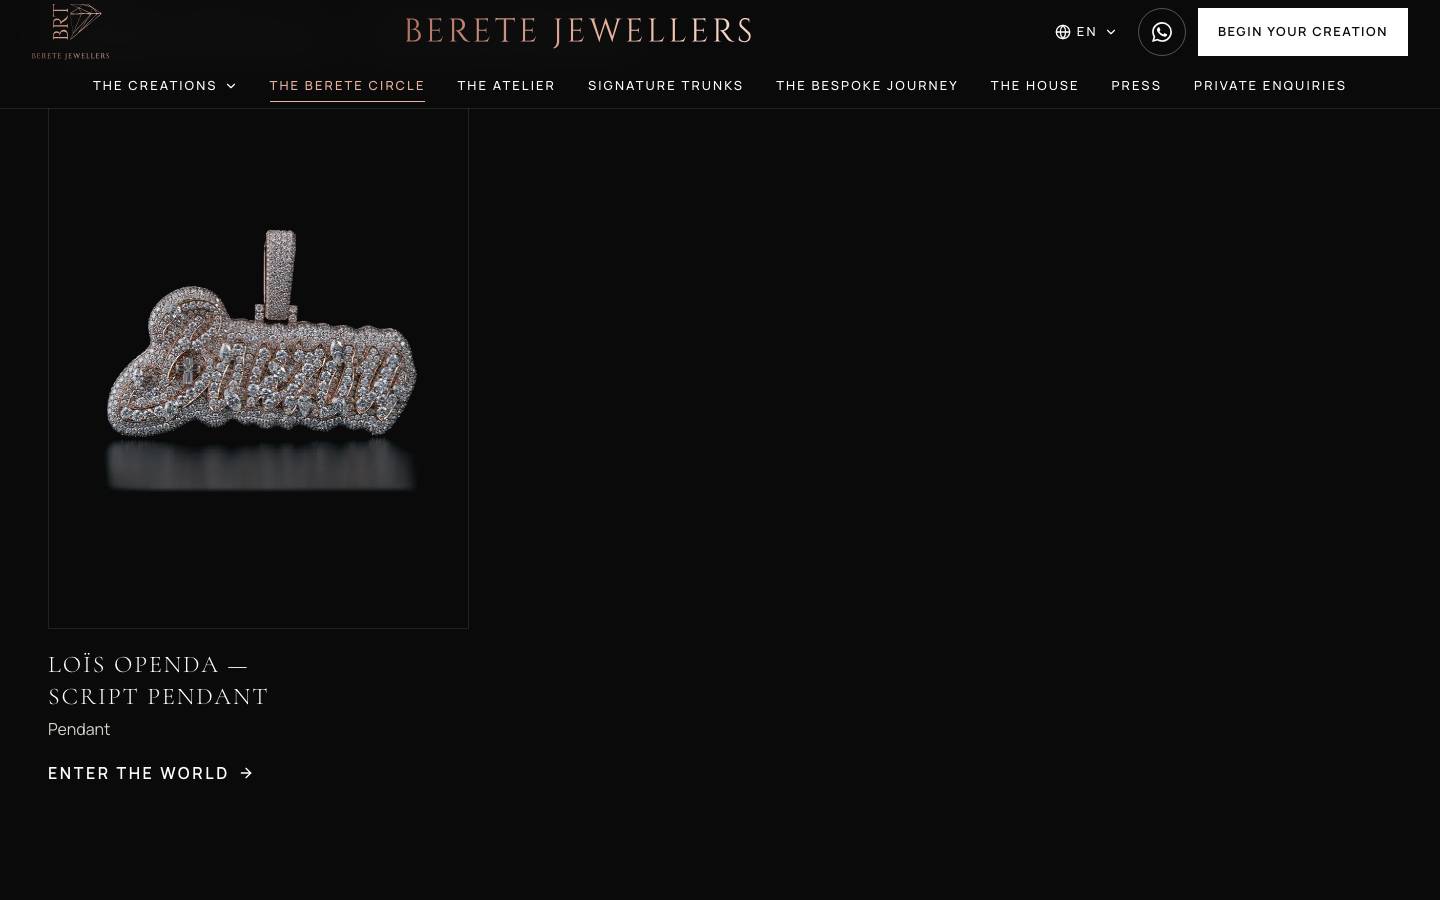 BRT
BERETE JEWELLERS
BERETE JEWELLERS
EN
BEGIN YOUR CREATION
THE CREATIONS
THE BERETE CIRCLE
THE ATELIER
SIGNATURE TRUNKS
THE BESPOKE JOURNEY
THE HOUSE
PRESS
PRIVATE ENQUIRIES
LOÏS OPENDA —
SCRIPT PENDANT
Pendant
ENTER THE WORLD →